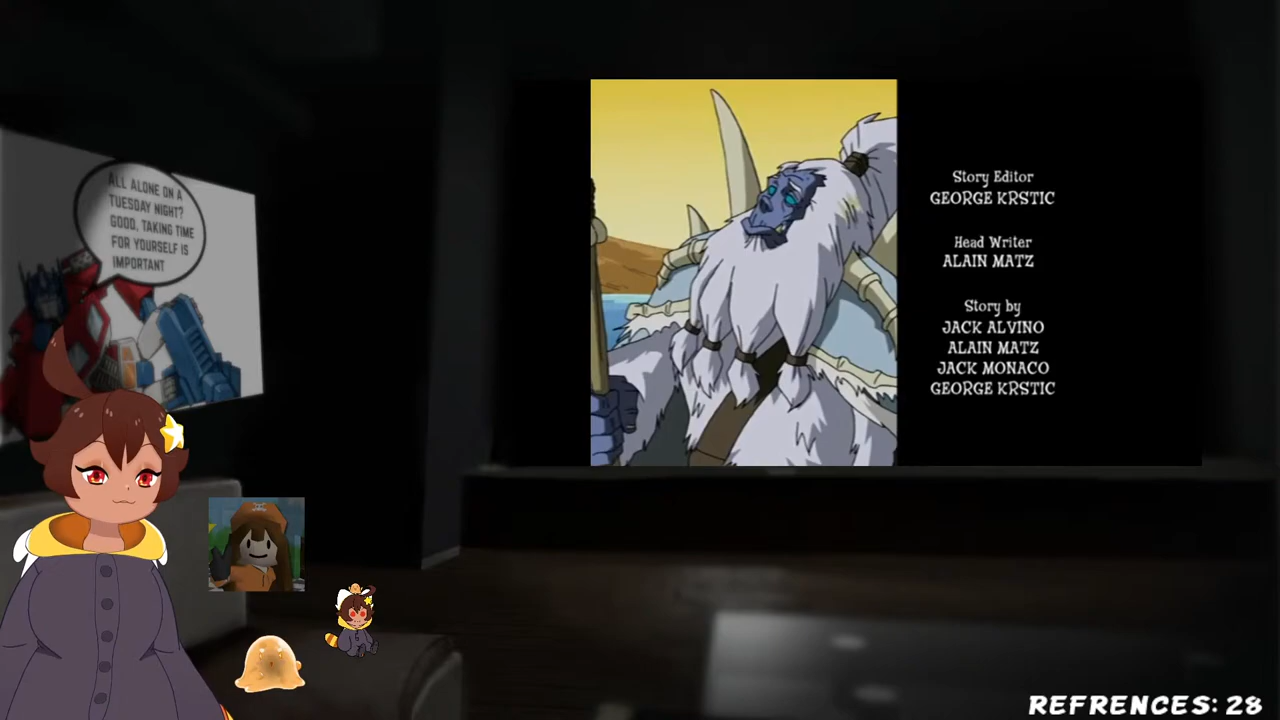 ALL ALONE ON A
TUESDAY NIGHT?
GOOD, TAKING TIME
FOR YOURSELF IS
IMPORTANT
Story Editor
GEORGE KRSTIC
Head Writer
ALAIN MATZ
Story by
JACK ALVINO
ALAIN MATZ
JACK MONACO
GEORGE KRSTIC
REFRENCES: 28